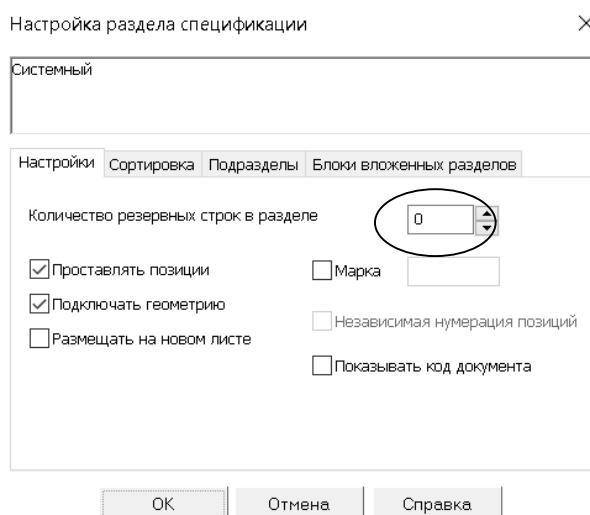 Настройка раздела спецификации
Системный
Настройки Сортировка Подразделы Блоки вложенных разделов
Количество резервных строк в разделе 0
Проставлять позиции Марка
Подключать геометрию
Независимая нумерация позиций
Размещать на новом листе
Показывать код документа
ОК Отмена Справка